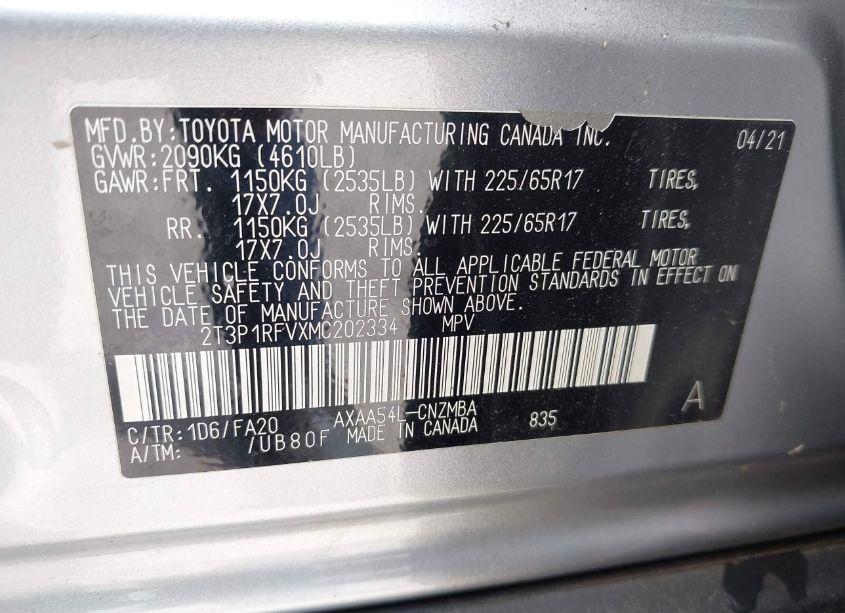 MFD.BY:TOYOTA MOTOR MANUFACTURING CANADA INC. 04/21
GVWR:2090KG (4610LB)
GAWR:FRT. 1150KG (2535LB) WITH 225/65R17 TIRES,
17X7.0J RIMS.
RR. 1150KG (2535LB) WITH 225/65R17 TIRES,
17X7.0J RIMS.
THIS VEHICLE CONFORMS TO ALL APPLICABLE FEDERAL MOTOR
VEHICLE SAFETY AND THEFT PREVENTION STANDARDS IN EFFECT ON
THE DATE OF MANUFACTURE SHOWN ABOVE.
2T3P1RFVXMC202334 MPV
C/TR:1D6/FA20 AXAA54L-CNZMBA 835 A
A/TM: /UB80F MADE IN CANADA